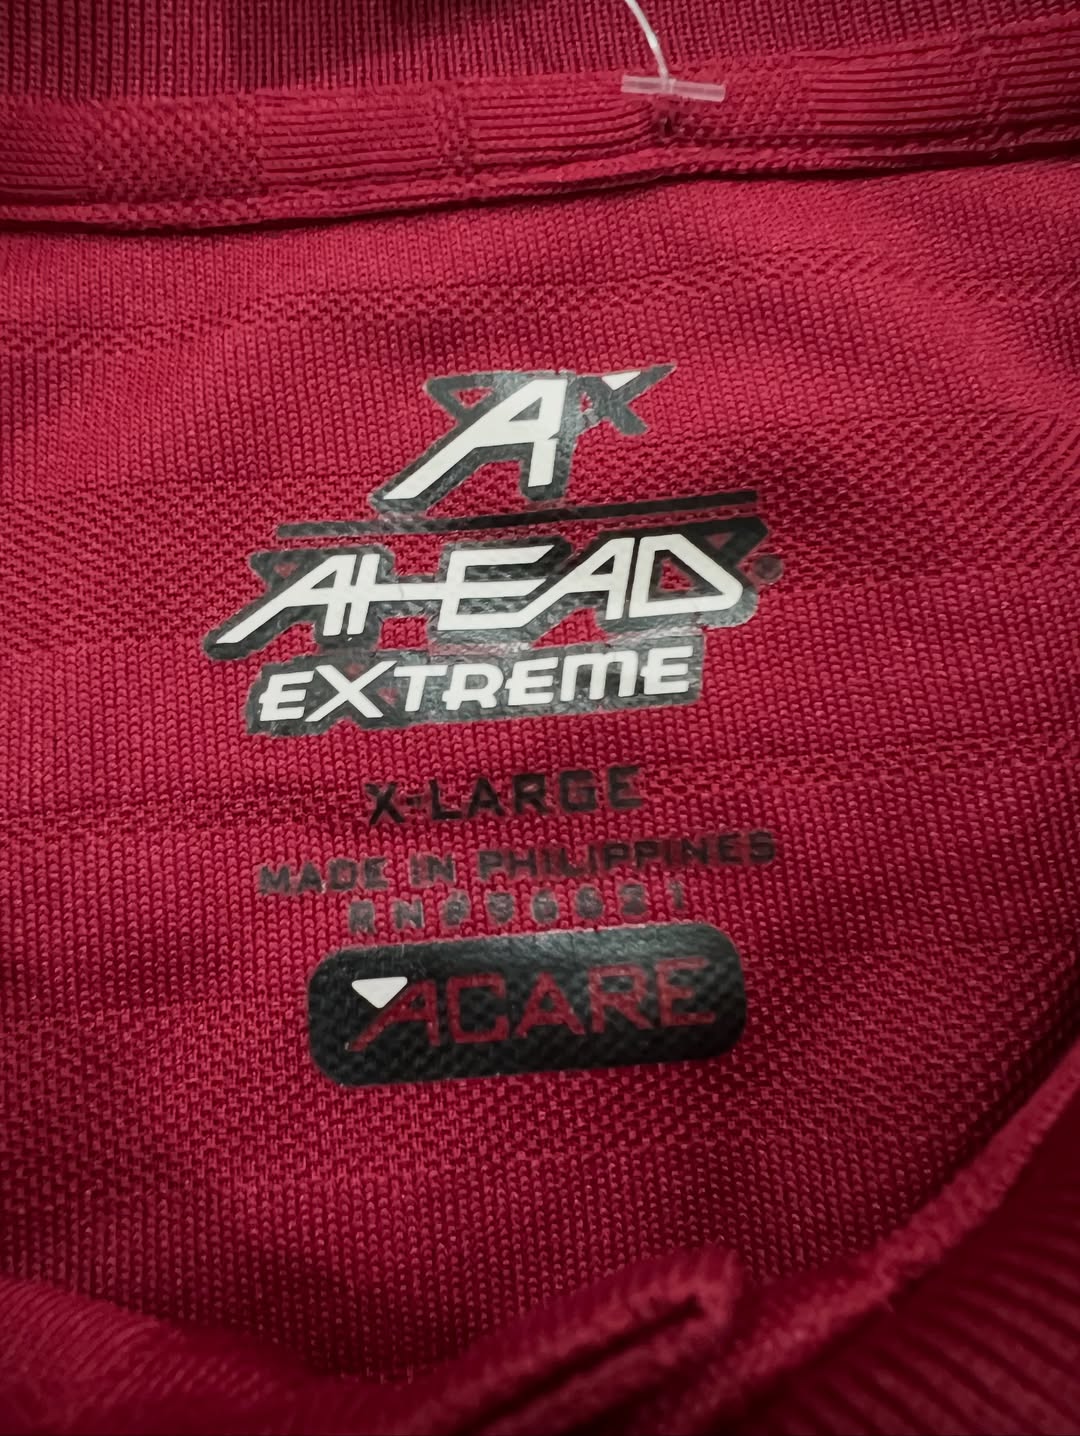 A
AHEAD
EXTREME
X-LARGE
MADE IN PHILIPPINES
ACARE